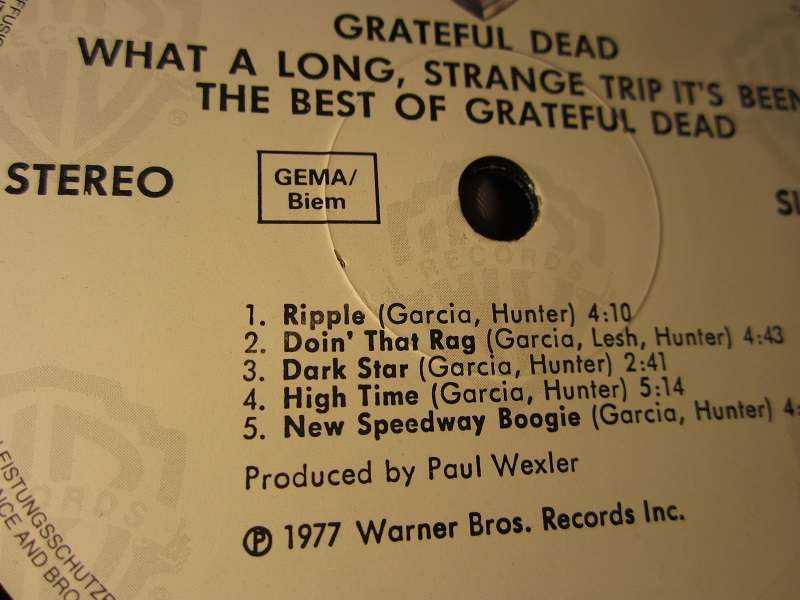 GRATEFUL DEAD
WHAT A LONG, STRANGE TRIP IT'S BEEN
THE BEST OF GRATEFUL DEAD
STEREO
GEMA/
Biem
RECORDS
1. Ripple (Garcia, Hunter) 4:10
2. Doin' That Rag (Garcia, Lesh, Hunter) 4:43
3. Dark Star (Garcia, Hunter) 2:41
4. High Time (Garcia, Hunter) 5:14
5. New Speedway Boogie (Garcia, Hunter) 4:
Produced by Paul Wexler
℗ 1977 Warner Bros. Records Inc.